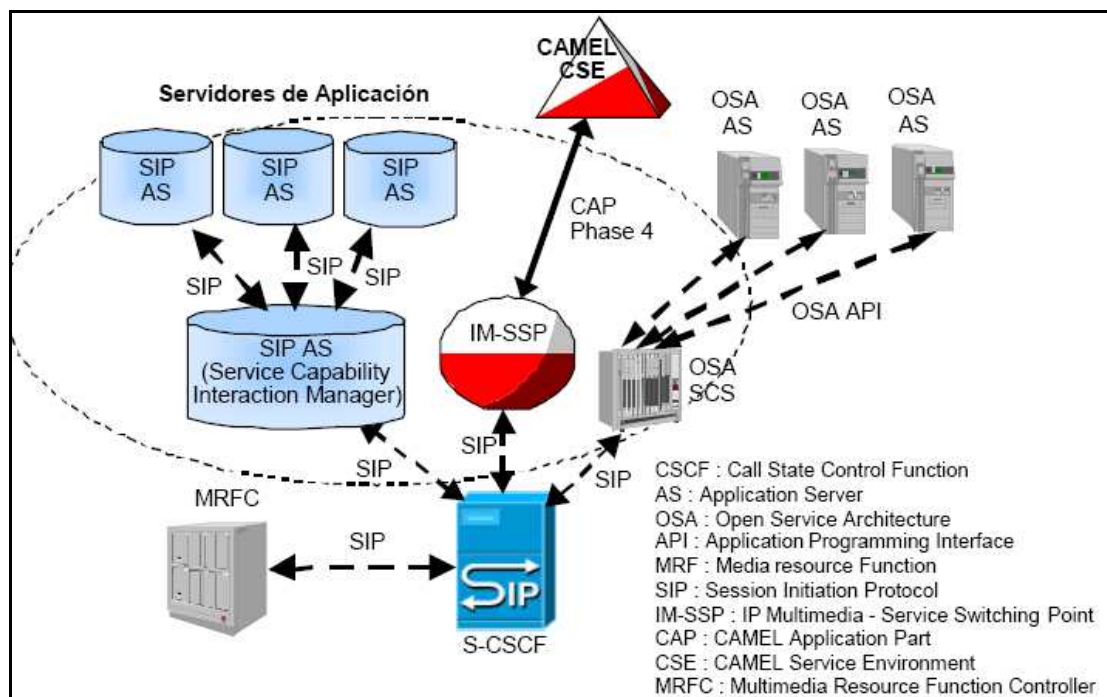 CAMEL
CSE
Servidores de Aplicación
OSA
AS
OSA
AS
OSA
AS
SIP
AS
SIP
AS
SIP
AS
CAP
Phase 4
SIP
SIP
SIP
OSA API
SIP AS
(Service Capability
Interaction Manager)
IM-SSP
OSA
SCS
SIP
SIP
SIP
MRFC
SIP
SIP
S-CSCF
CSCF : Call State Control Function
AS : Application Server
OSA : Open Service Architecture
API : Application Programming Interface
MRF : Media resource Function
SIP : Session Initiation Protocol
IM-SSP : IP Multimedia - Service Switching Point
CAP : CAMEL Application Part
CSE : CAMEL Service Environment
MRFC : Multimedia Resource Function Controller